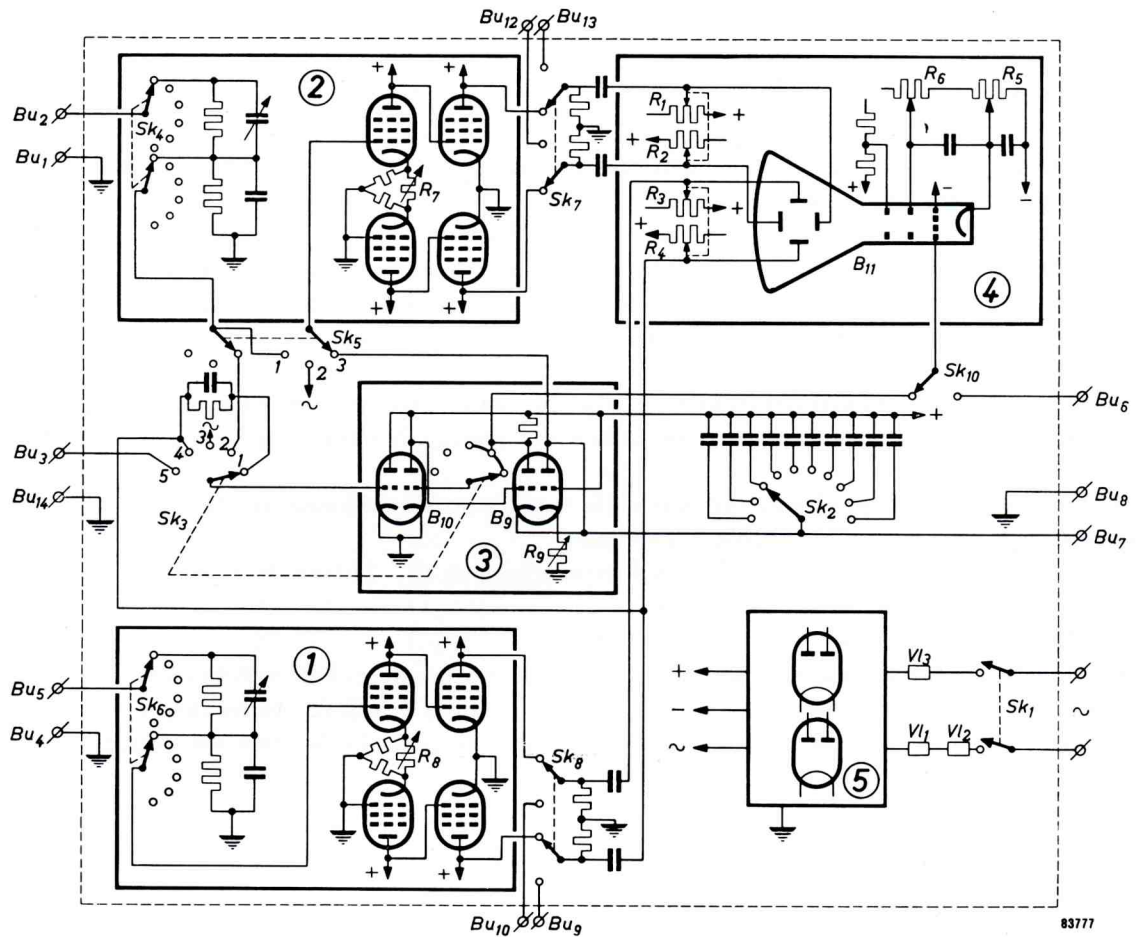 Bu12 Bu13
2
Bu2
Sk4
Bu1
R7
Sk7
R1
R2
R3
R4
R6
R5
B11
4
+
-
Sk5
1
2
3
~
Sk10
Bu6
Bu3
5
4
3
2
1
~
Bu14
Sk3
B10
B9
R9
3
Sk2
+
Bu8
Bu7
1
Bu5
Sk6
Bu4
R8
Sk8
Bu10 Bu9
+
-
~
5
Vl3
Vl1
Vl2
Sk1
~
83777